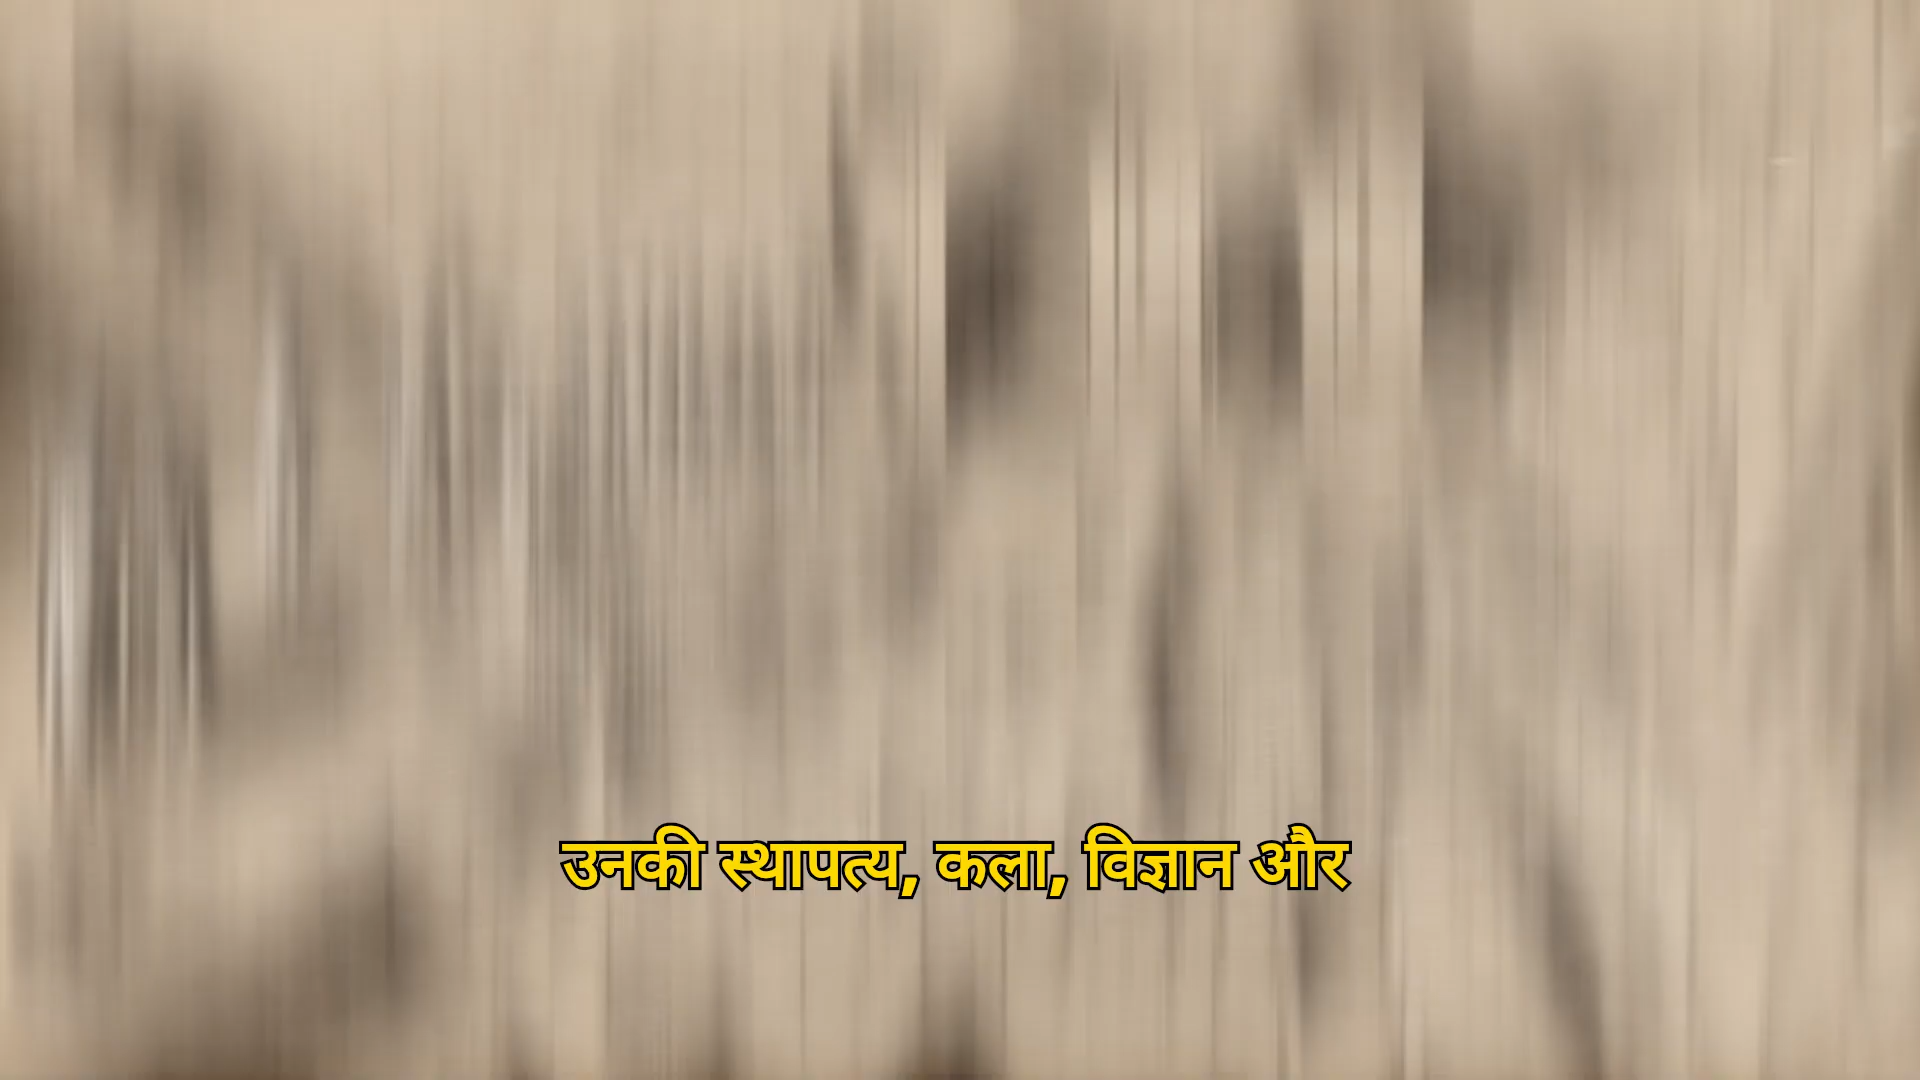 उनकी स्थापत्य, कला, विज्ञान और